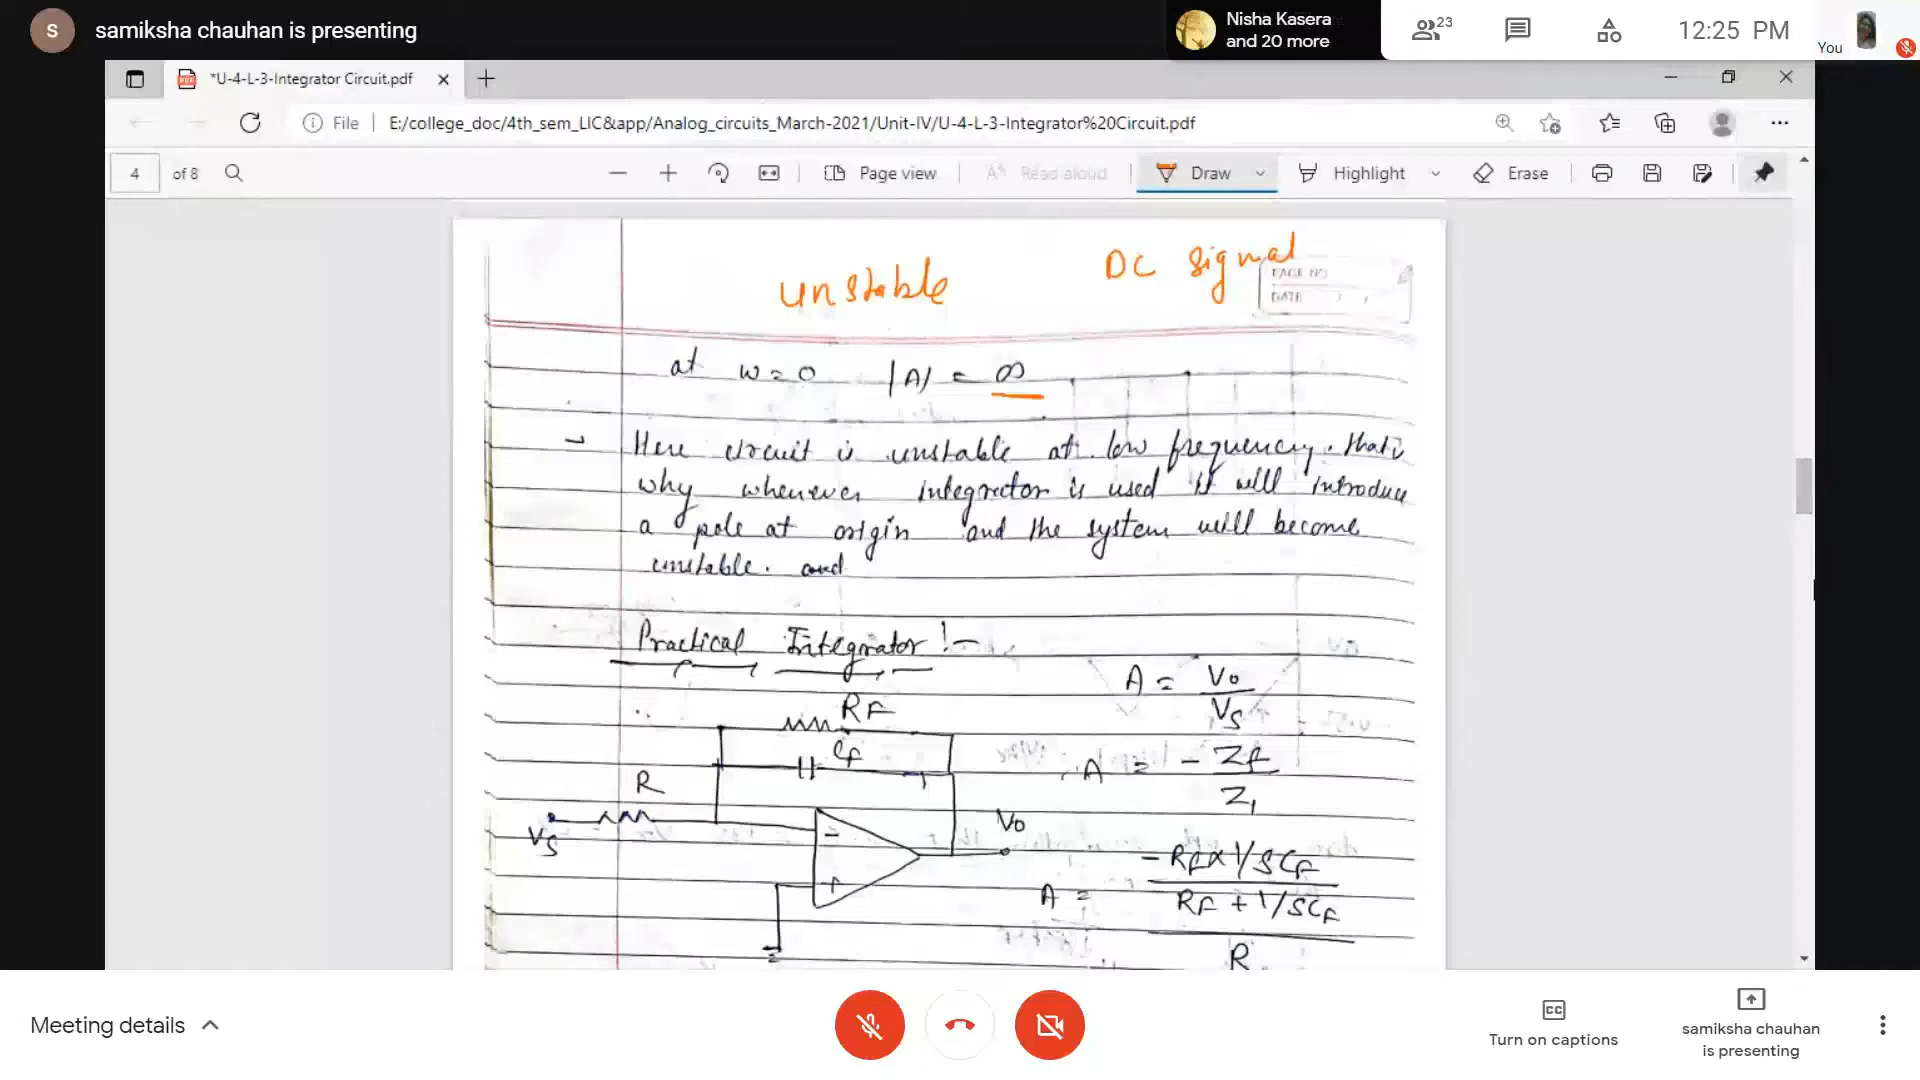 S samiksha chauhan is presenting
Nisha Kasera
and 20 more
23
12:25 PM
You
*U-4-L-3-Integrator Circuit.pdf
File
E:/college_doc/4th_sem_LIC&app/Analog_circuits_March-2021/Unit-IV/U-4-L-3-Integrator%20Circuit.pdf
4 of 8
Page view
Read aloud
Draw
Highlight
Erase
unstable
DC signal
PAGE NO
DATE
at w=0 |A| = ∞
Here circuit is unstable at low frequency. that's
why whenever integrector is used it will introduce
a pole at origin and the system will become
unstable. and
Practical Integrator !-
A = Vo/VS
RF
CF
A = - Zf/Z1
R
VS
-
+
Vo
A = -RF x 1/SCF
RF + 1/SCF
R
Meeting details
CC
Turn on captions
samiksha chauhan
is presenting